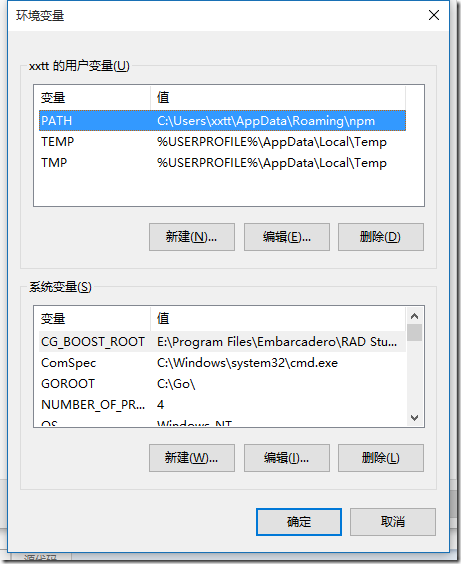 环境变量
xxtt 的用户变量(U)
变量 值
PATH C:\Users\xxtt\AppData\Roaming\npm
TEMP %USERPROFILE%\AppData\Local\Temp
TMP %USERPROFILE%\AppData\Local\Temp
新建(N)... 编辑(E)... 删除(D)
系统变量(S)
变量 值
CG_BOOST_ROOT E:\Program Files\Embarcadero\RAD Stu...
ComSpec C:\Windows\system32\cmd.exe
GOROOT C:\Go\
NUMBER_OF_PR... 4
OS Windows_NT
新建(W)... 编辑(I)... 删除(L)
确定 取消
源代码